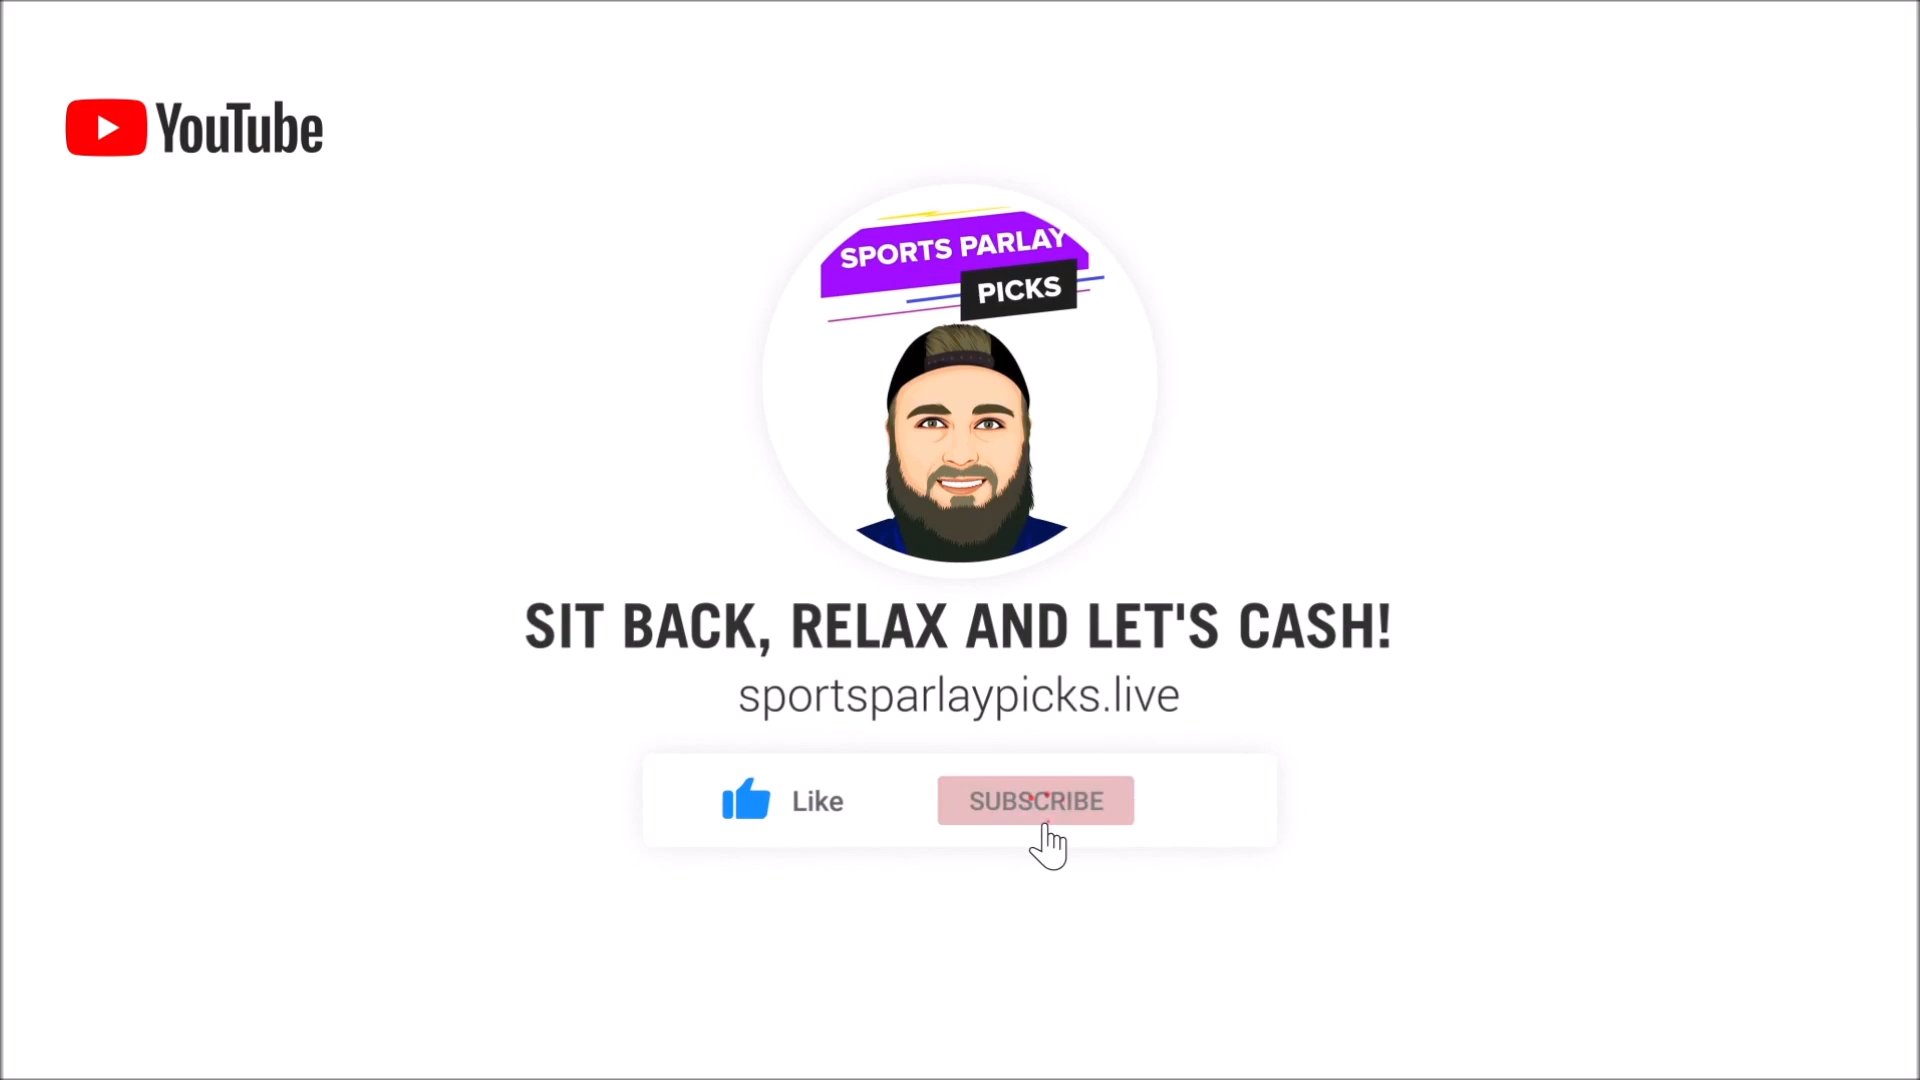 YouTube
SPORTS PARLAY
PICKS
SIT BACK, RELAX AND LET'S CASH!
sportsparlaypicks.live
Like
SUBSCRIBE